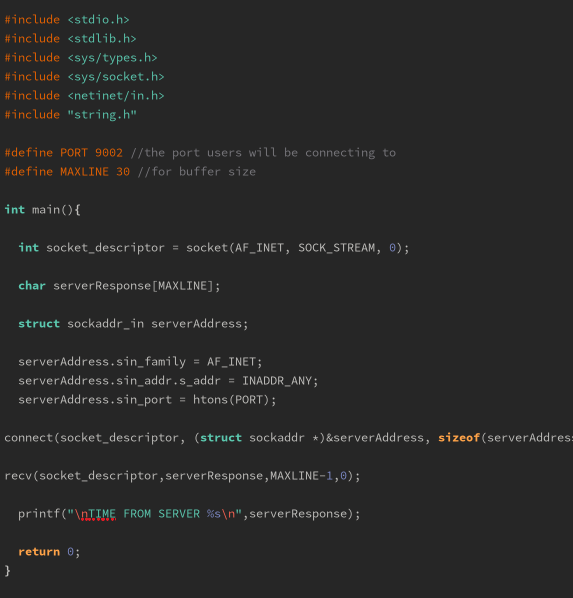 #include <stdio.h>
#include <stdlib.h>
#include <sys/types.h>
#include <sys/socket.h>
#include <netinet/in.h>
#include "string.h"
#define PORT 9002 //the port users will be connecting to
#define MAXLINE 30 //for buffer size
int main(){
int socket_descriptor = socket(AF_INET, SOCK_STREAM, 0);
char serverResponse[MAXLINE];
struct sockaddr_in serverAddress;
serverAddress.sin_family = AF_INET;
serverAddress.sin_addr.s_addr = INADDR_ANY;
serverAddress.sin_port = htons(PORT);
connect(socket_descriptor, (struct sockaddr *)&serverAddress, sizeof(serverAddres
recv(socket_descriptor,serverResponse,MAXLINE-1,0);
printf("\nTIME FROM SERVER %s\n",serverResponse);
return 0;
}